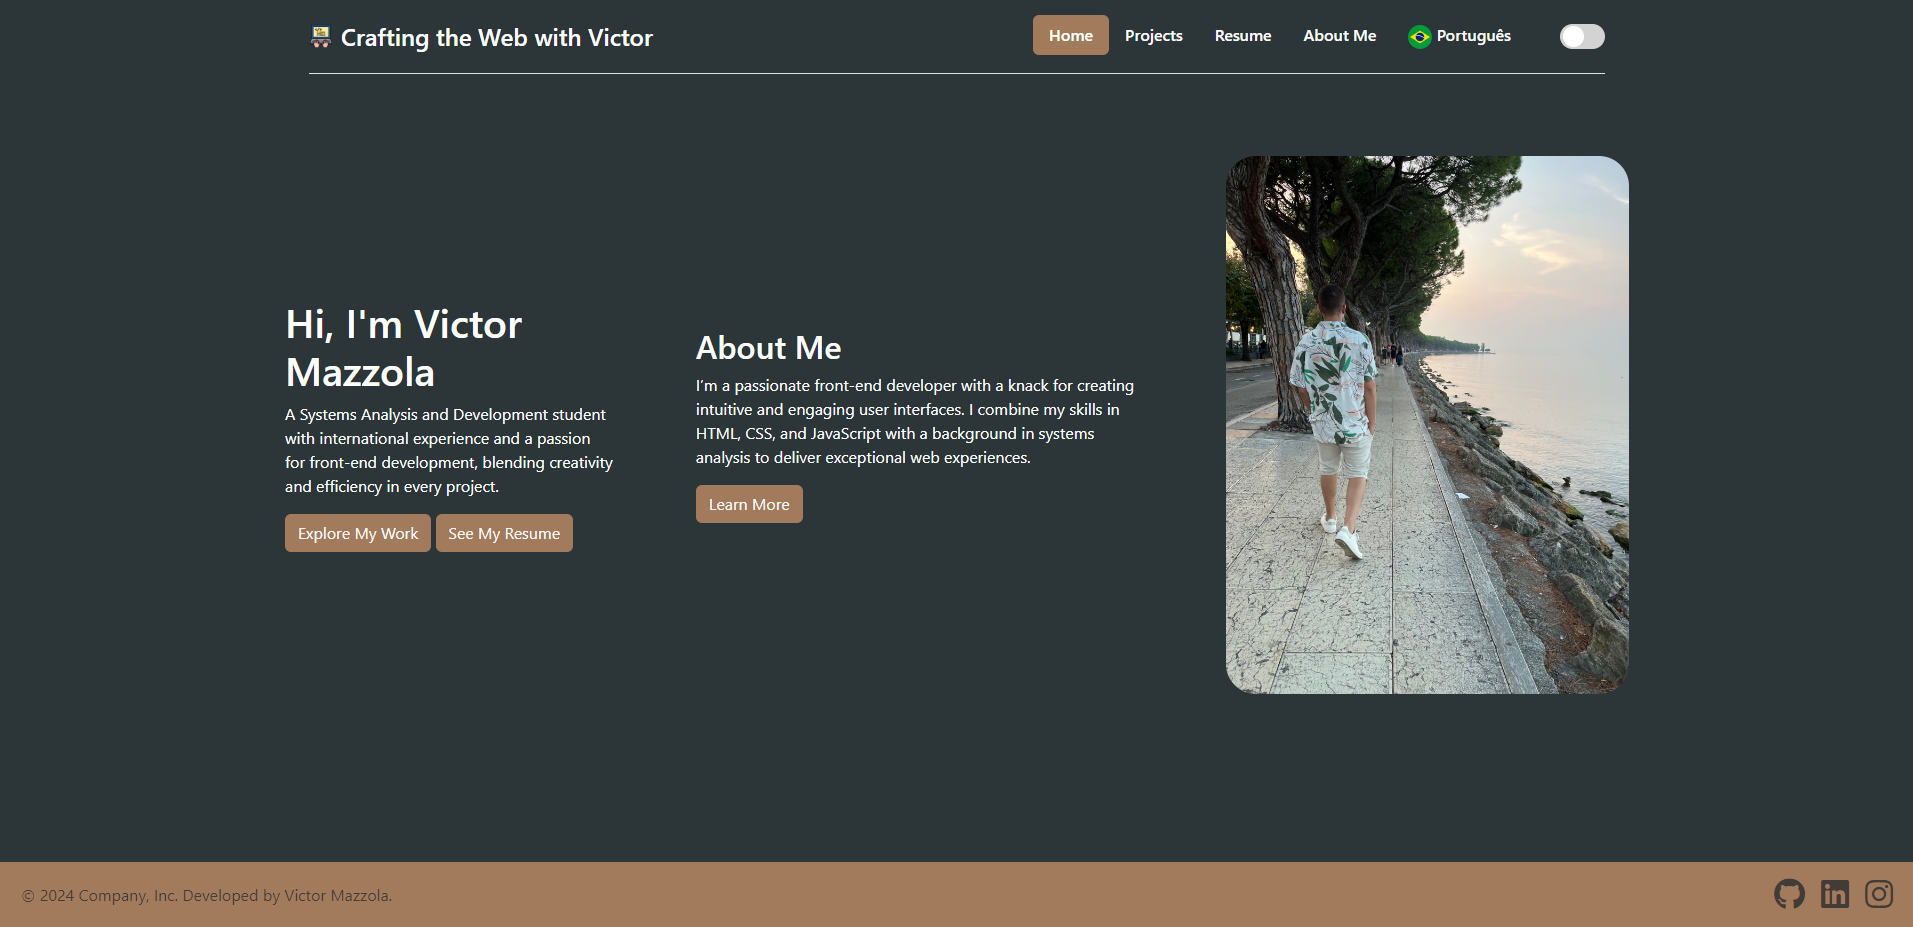 Crafting the Web with Victor
Home
Projects
Resume
About Me
Português
Hi, I'm Victor
Mazzola
A Systems Analysis and Development student
with international experience and a passion
for front-end development, blending creativity
and efficiency in every project.
Explore My Work
See My Resume
About Me
I’m a passionate front-end developer with a knack for creating
intuitive and engaging user interfaces. I combine my skills in
HTML, CSS, and JavaScript with a background in systems
analysis to deliver exceptional web experiences.
Learn More
© 2024 Company, Inc. Developed by Victor Mazzola.